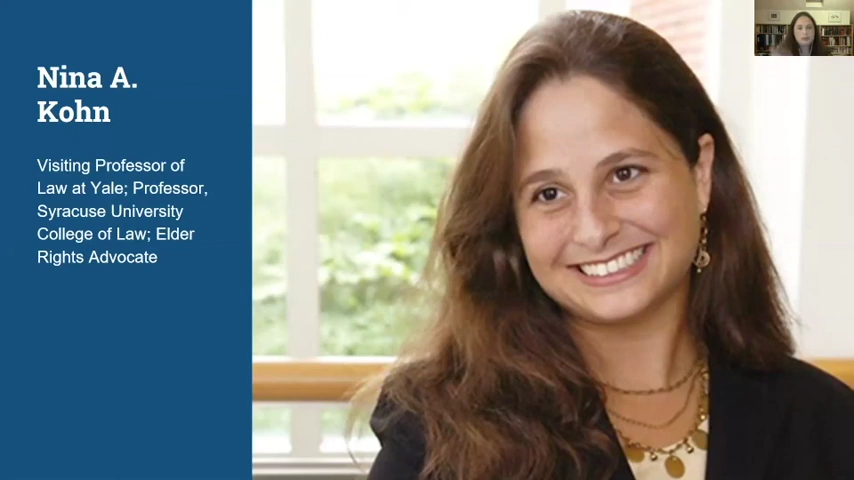 Nina A.
Kohn
Visiting Professor of
Law at Yale; Professor,
Syracuse University
College of Law; Elder
Rights Advocate